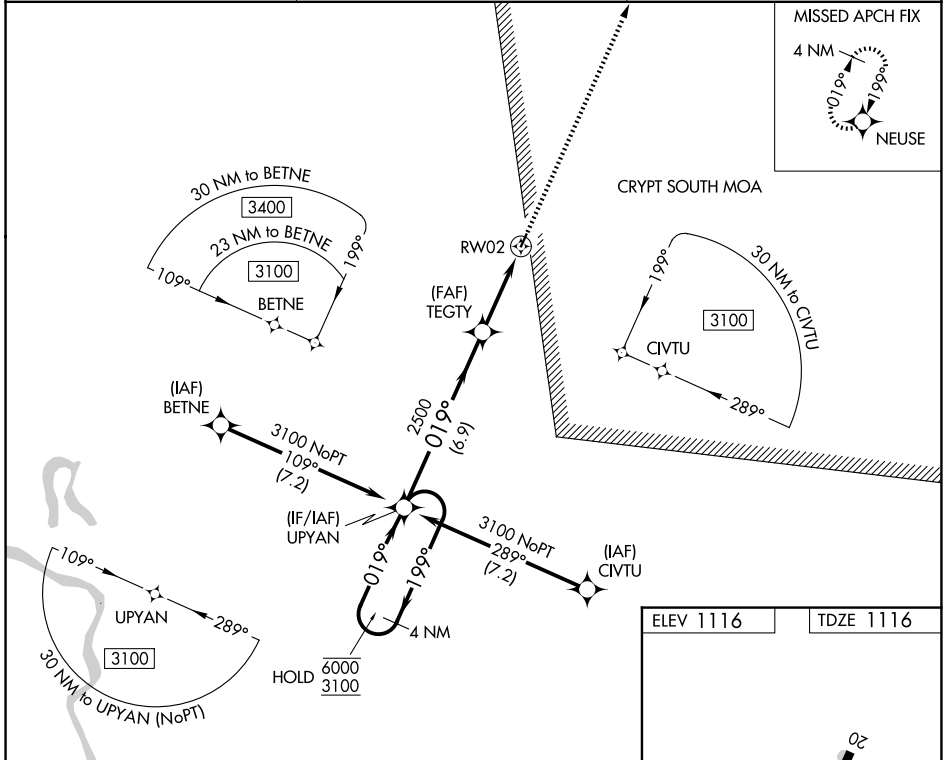 MISSED APCH FIX
4 NM
019°
199°
NEUSE
CRYPT SOUTH MOA
30 NM to BETNE
3400
23 NM to BETNE
3100
199°
109°
BETNE
RW02
(FAF)
TEGTY
199°
30 NM to CIVTU
3100
CIVTU
289°
(IAF)
BETNE
3100 NoPT
109°
(7.2)
2500
019°
(6.9)
(IF/IAF)
UPYAN
3100 NoPT
289°
(7.2)
(IAF)
CIVTU
019°
199°
4 NM
HOLD
6000
3100
109°
UPYAN
289°
3100
30 NM to UPYAN (NoPT)
ELEV 1116
TDZE 1116
20